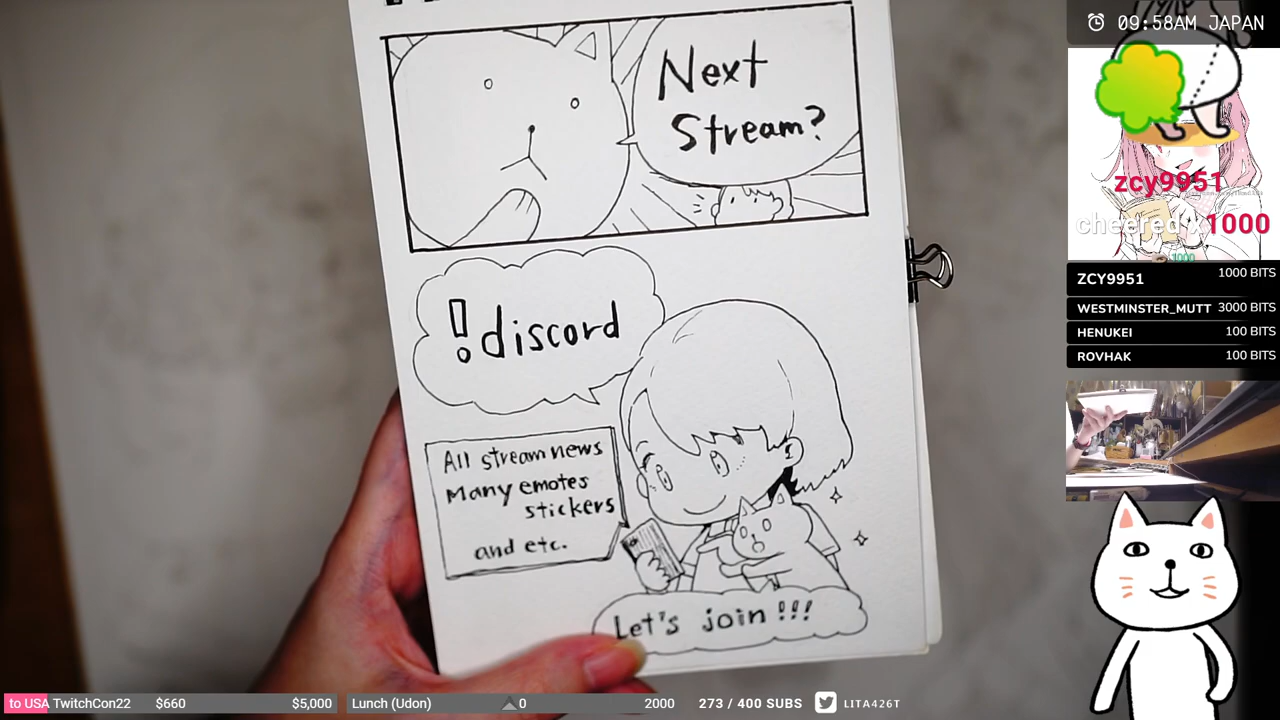 Next
Stream?
!discord
All stream news
Many emotes
stickers
and etc.
Let's join!!!
09:58AM JAPAN
zcy9951
cheered x1000
1000
ZCY9951 1000 BITS
WESTMINSTER_MUTT 3000 BITS
HENUKEI 100 BITS
ROVHAK 100 BITS
to USA TwitchCon22 $660 $5,000
Lunch (Udon) 0 2000
273 / 400 SUBS
LITA426T